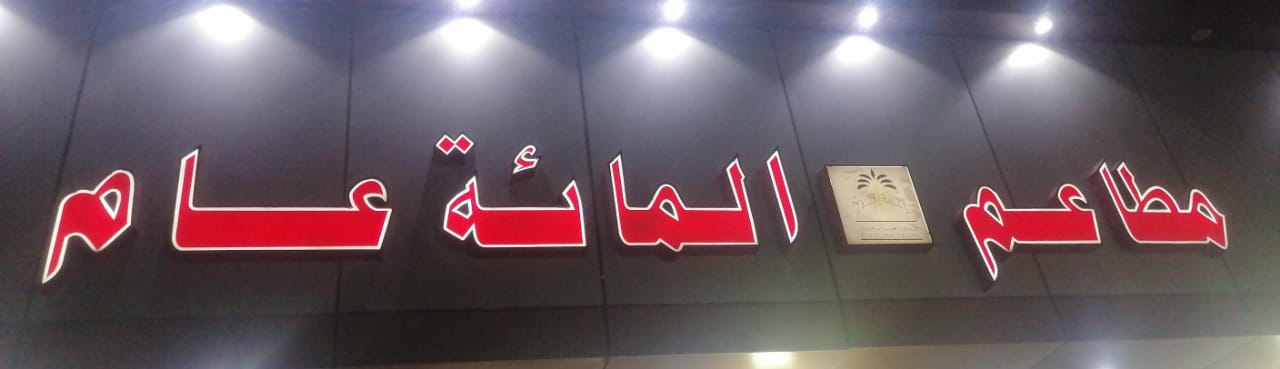 مطاعم المائة عام